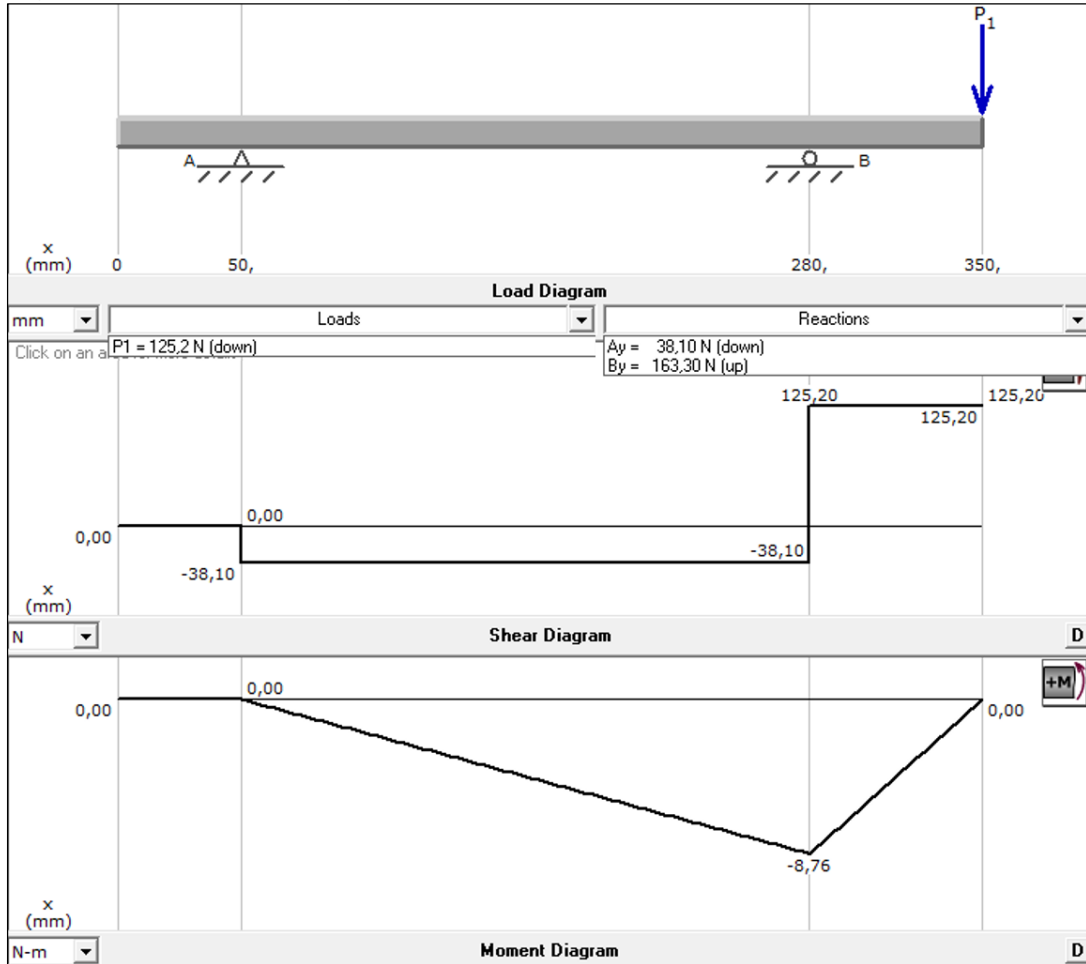 P1
A
B
x
(mm)
0
50,
280,
350,
Load Diagram
mm
Loads
Reactions
P1 = 125,2 N (down)
Ay = 38,10 N (down)
By = 163,30 N (up)
Click on an a
125,20
125,20
125,20
0,00
0,00
-38,10
-38,10
x
(mm)
N
Shear Diagram
D
0,00
+M
0,00
0,00
-8,76
x
(mm)
N-m
Moment Diagram
D